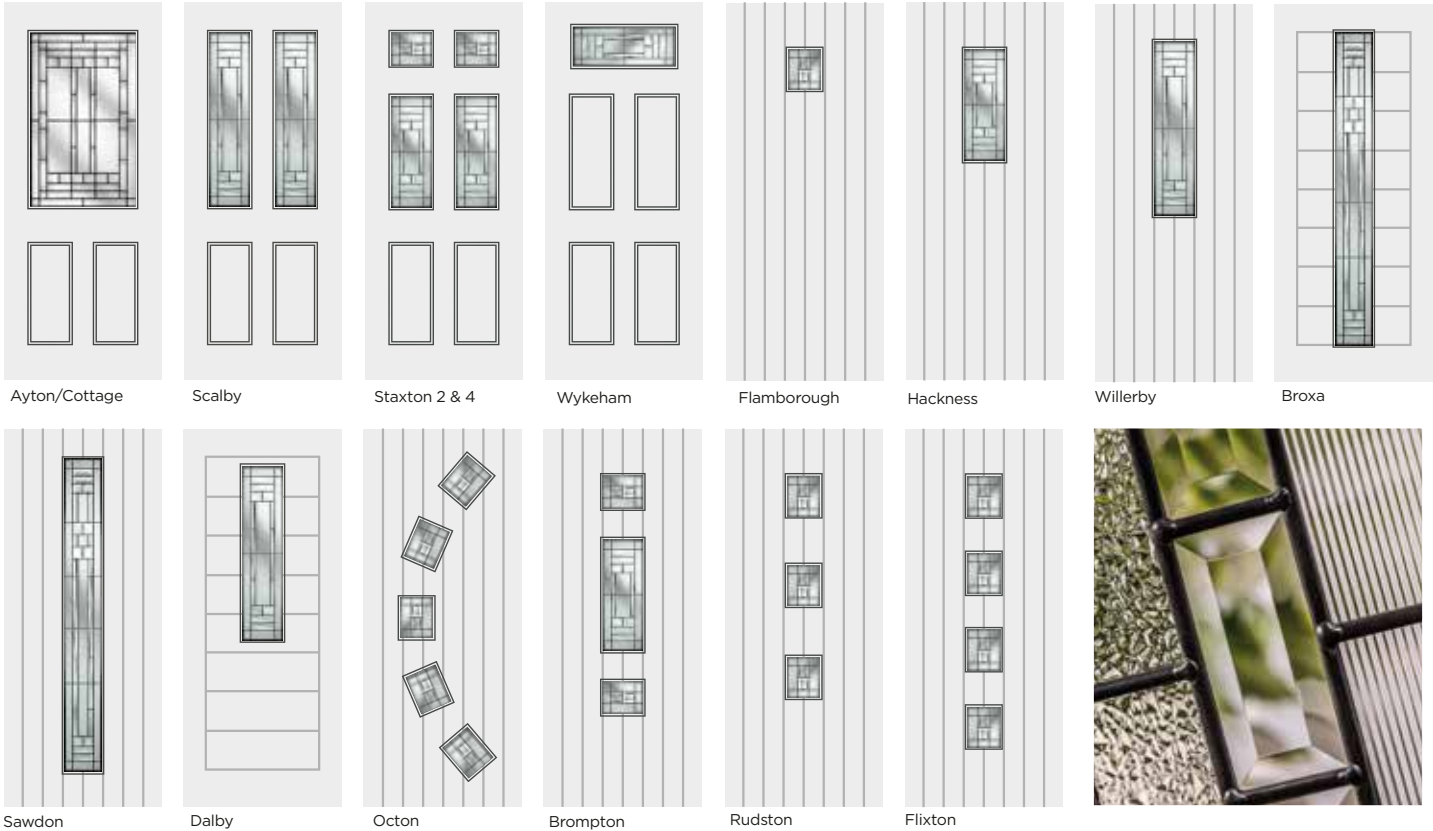 Ayton/Cottage
Scalby
Staxton 2 & 4
Wykeham
Flamborough
Hackness
Willerby
Broxa
Sawdon
Dalby
Octon
Brompton
Rudston
Flixton